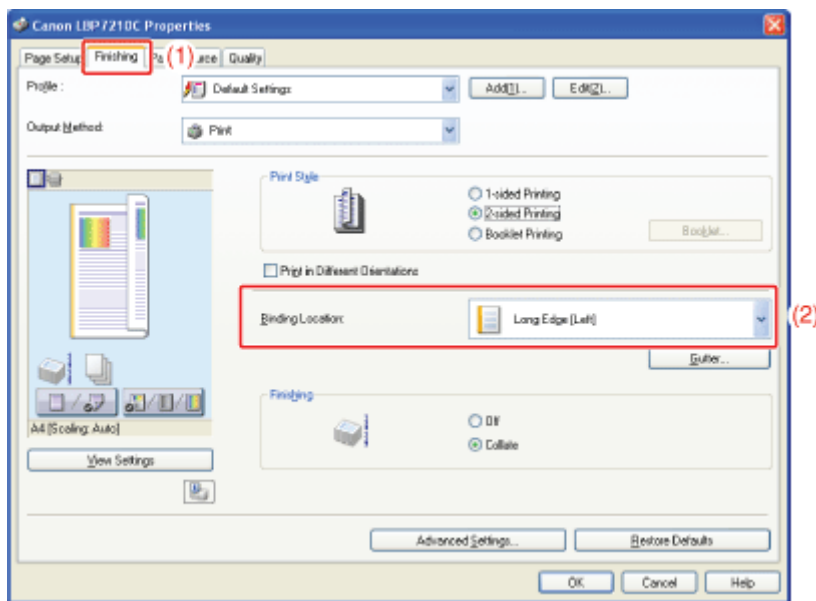 Canon LBP7210C Properties
Page Setup Finishing (1) Quality
Profile : Default Settings Add(1)... Edit(2)...
Output Method: Print
Print Style
1-sided Printing
2-sided Printing
Booklet Printing Booklet...
Print in Different Orientations
Binding Location: Long Edge [Left] (2)
Gutter...
Finishing
Off
Collate
A4 [Scaling: Auto]
View Settings
Advanced Settings... Restore Defaults
OK Cancel Help